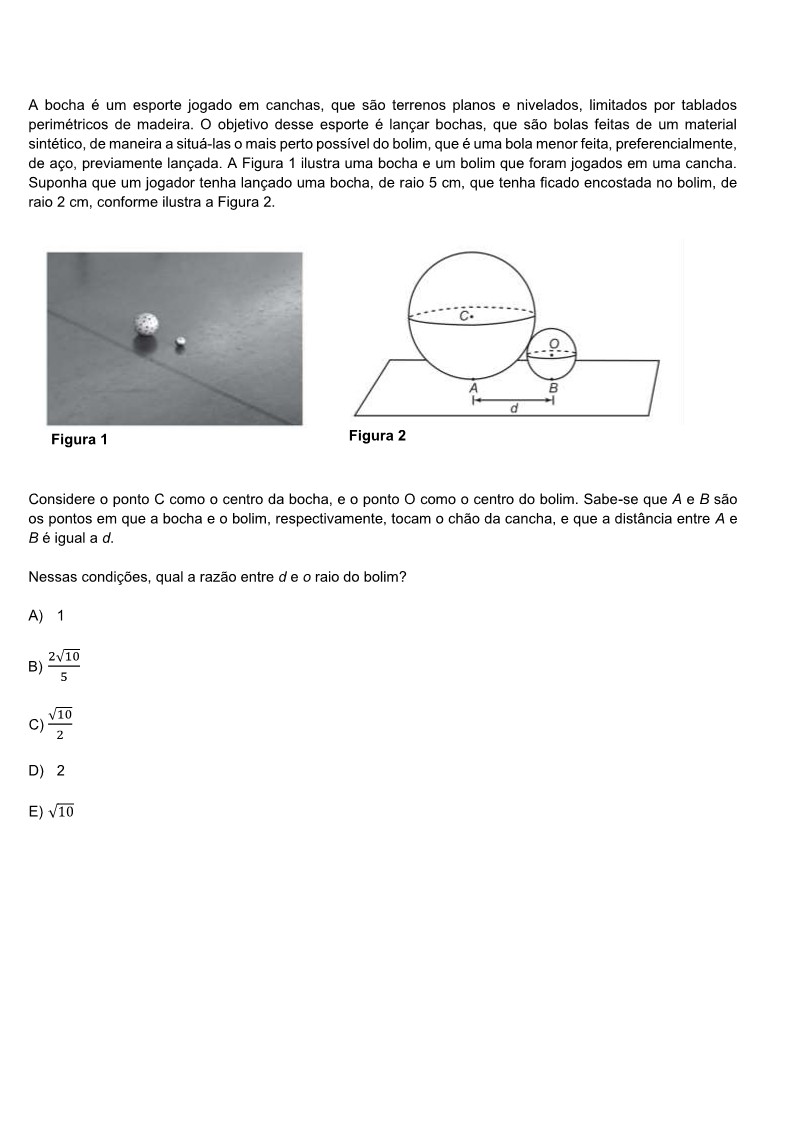 A bocha é um esporte jogado em canchas, que são terrenos planos e nivelados, limitados por tablados
perimétricos de madeira. O objetivo desse esporte é lançar bochas, que são bolas feitas de um material
sintético, de maneira a situá-las o mais perto possível do bolim, que é uma bola menor feita, preferencialmente,
de aço, previamente lançada. A Figura 1 ilustra uma bocha e um bolim que foram jogados em uma cancha.
Suponha que um jogador tenha lançado uma bocha, de raio 5 cm, que tenha ficado encostada no bolim, de
raio 2 cm, conforme ilustra a Figura 2.
C
O
A
B
d
Figura 1
Figura 2
Considere o ponto C como o centro da bocha, e o ponto O como o centro do bolim. Sabe-se que A e B são
os pontos em que a bocha e o bolim, respectivamente, tocam o chão da cancha, e que a distância entre A e
B é igual a d.
Nessas condições, qual a razão entre d e o raio do bolim?
A) 1
B) 2√10/5
C) √10/2
D) 2
E) √10